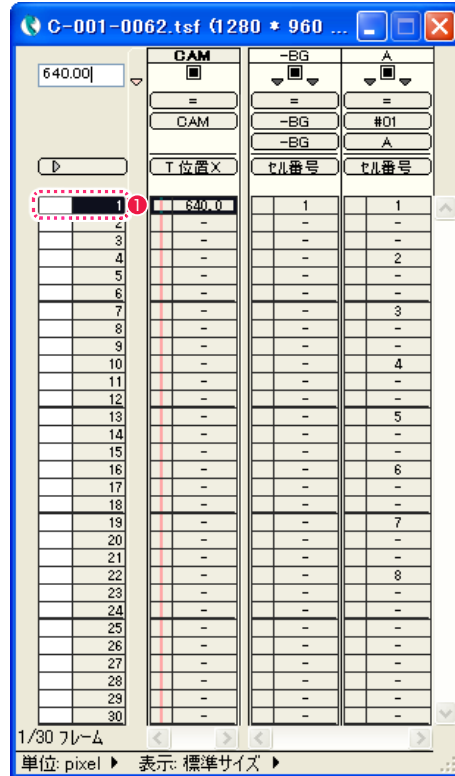 C-001-0062.tsf (1280 * 960 ...
CAM -BG A
640.00
= = =
CAM -BG #01
-BG A
T位置X セル番号 セル番号
1 640.0 1 1
2 - - -
3 - - -
4 - - 2
5 - - -
6 - - -
7 - - 3
8 - - -
9 - - -
10 - - 4
11 - - -
12 - - -
13 - - 5
14 - - -
15 - - -
16 - - 6
17 - - -
18 - - -
19 - - 7
20 - - -
21 - - -
22 - - 8
23 - - -
24 - - -
25 - - -
26 - - -
27 - - -
28 - - -
29 - - -
30 - - -
1/30 フレーム
単位: pixel 表示: 標準サイズ